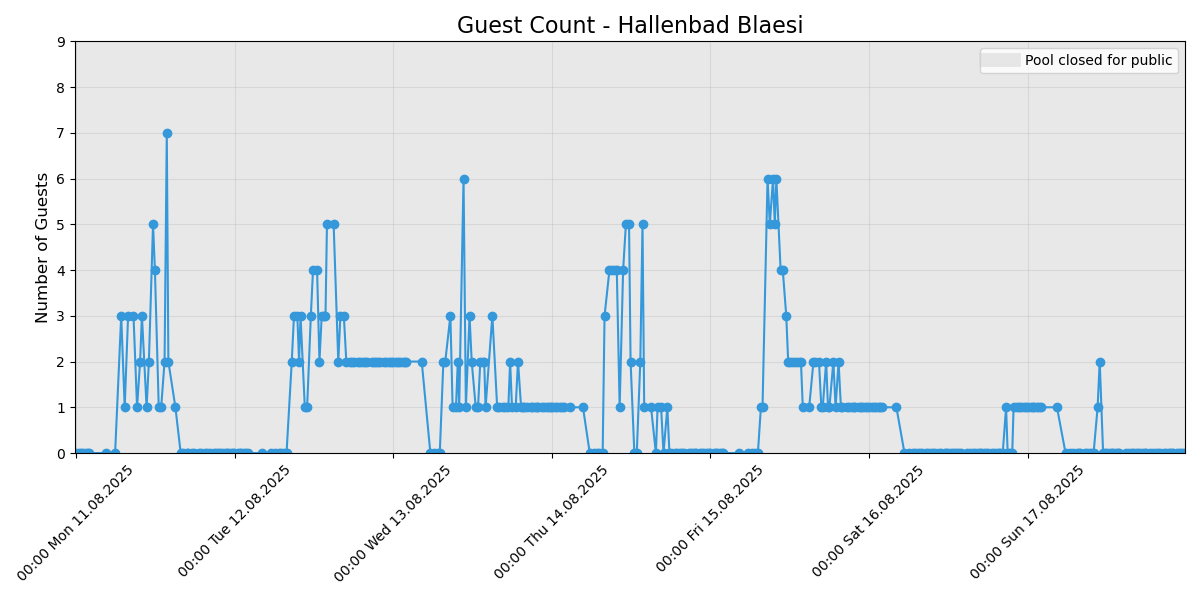 Guest Count - Hallenbad Blaesi
Pool closed for public
Number of Guests
9
8
7
6
5
4
3
2
1
0
00:00 Mon 11.08.2025
00:00 Tue 12.08.2025
00:00 Wed 13.08.2025
00:00 Thu 14.08.2025
00:00 Fri 15.08.2025
00:00 Sat 16.08.2025
00:00 Sun 17.08.2025